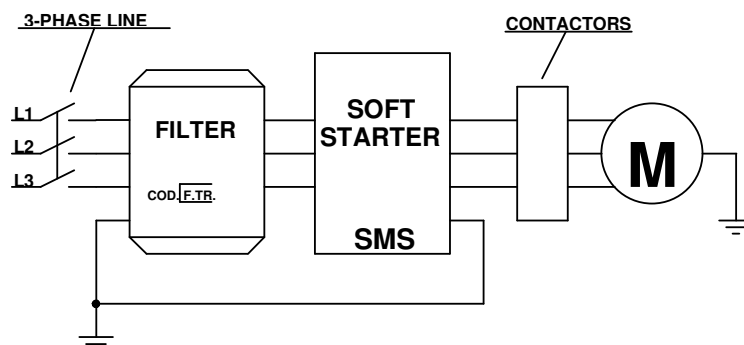 3-PHASE LINE
CONTACTORS
L1
L2
L3
FILTER
COD. F.TR.
SOFT
STARTER
SMS
M